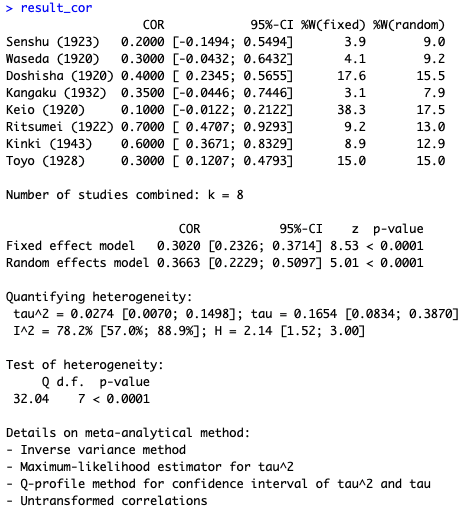 > result_cor
COR 95%-CI %W(fixed) %W(random)
Senshu (1923) 0.2000 [-0.1494; 0.5494] 3.9 9.0
Waseda (1920) 0.3000 [-0.0432; 0.6432] 4.1 9.2
Doshisha (1920) 0.4000 [ 0.2345; 0.5655] 17.6 15.5
Kangaku (1932) 0.3500 [-0.0446; 0.7446] 3.1 7.9
Keio (1920) 0.1000 [-0.0122; 0.2122] 38.3 17.5
Ritsumei (1922) 0.7000 [ 0.4707; 0.9293] 9.2 13.0
Kinki (1943) 0.6000 [ 0.3671; 0.8329] 8.9 12.9
Toyo (1928) 0.3000 [ 0.1207; 0.4793] 15.0 15.0
Number of studies combined: k = 8
COR 95%-CI z p-value
Fixed effect model 0.3020 [0.2326; 0.3714] 8.53 < 0.0001
Random effects model 0.3663 [0.2229; 0.5097] 5.01 < 0.0001
Quantifying heterogeneity:
tau^2 = 0.0274 [0.0070; 0.1498]; tau = 0.1654 [0.0834; 0.3870]
I^2 = 78.2% [57.0%; 88.9%]; H = 2.14 [1.52; 3.00]
Test of heterogeneity:
Q d.f. p-value
32.04 7 < 0.0001
Details on meta-analytical method:
- Inverse variance method
- Maximum-likelihood estimator for tau^2
- Q-profile method for confidence interval of tau^2 and tau
- Untransformed correlations